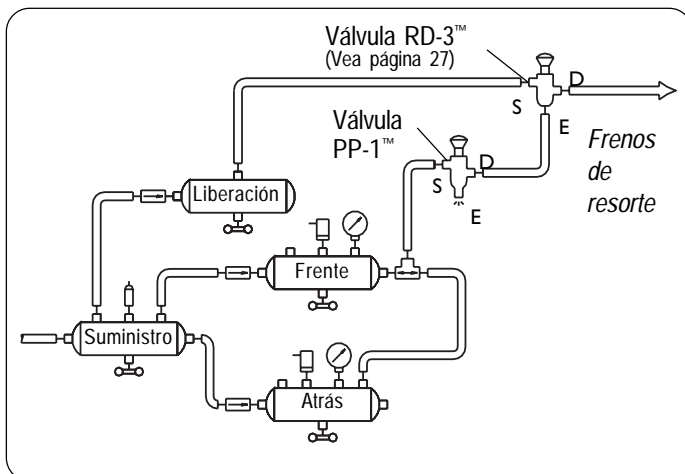 Válvula RD-3™
(Vea página 27)
D
S
E
Válvula
PP-1™
D
S
E
Frenos
de
resorte
Liberación
Frente
Suministro
Atrás